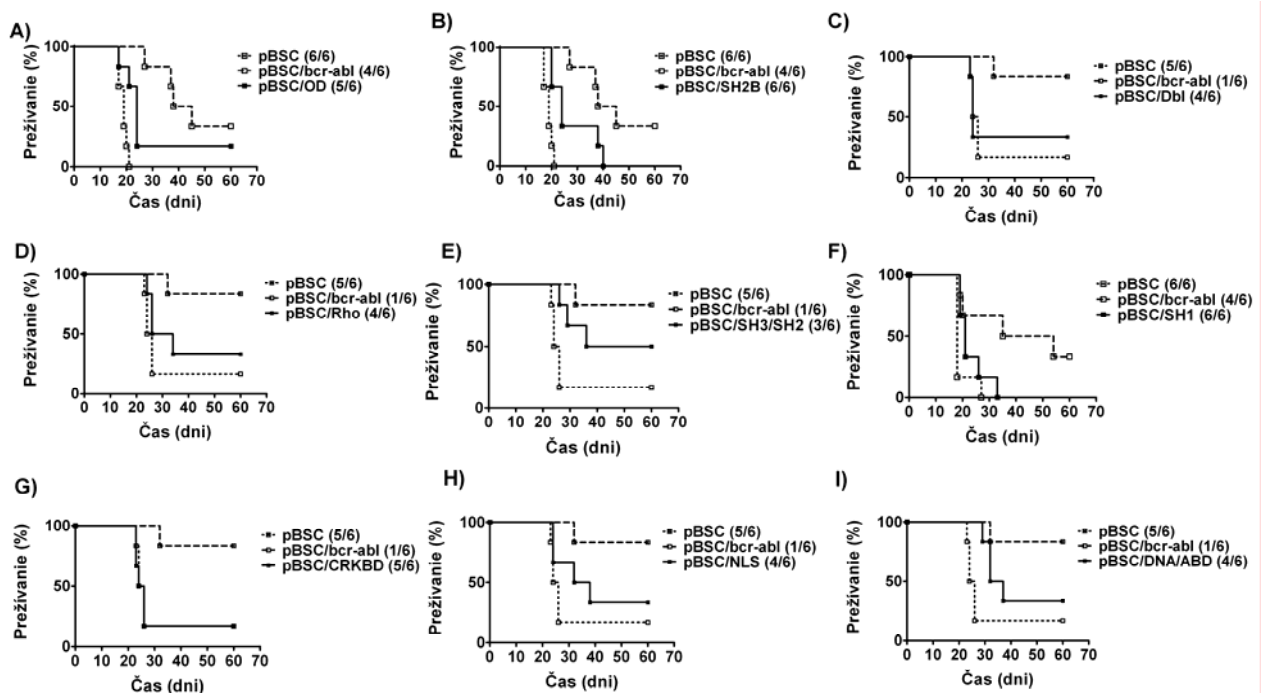 A)
Preživanie (%)
100
50
0
0 10 20 30 40 50 60 70
Čas (dni)
pBSC (6/6)
pBSC/bcr-abl (4/6)
pBSC/OD (5/6)
B)
Preživanie (%)
100
50
0
0 10 20 30 40 50 60 70
Čas (dni)
pBSC (6/6)
pBSC/bcr-abl (4/6)
pBSC/SH2B (6/6)
C)
Preživanie (%)
100
50
0
0 10 20 30 40 50 60 70
Čas (dni)
pBSC (5/6)
pBSC/bcr-abl (1/6)
pBSC/Dbl (4/6)
D)
Preživanie (%)
100
50
0
0 10 20 30 40 50 60 70
Čas (dni)
pBSC (5/6)
pBSC/bcr-abl (1/6)
pBSC/Rho (4/6)
E)
Preživanie (%)
100
50
0
0 10 20 30 40 50 60 70
Čas (dni)
pBSC (5/6)
pBSC/bcr-abl (1/6)
pBSC/SH3/SH2 (3/6)
F)
Preživanie (%)
100
50
0
0 10 20 30 40 50 60 70
Čas (dni)
pBSC (6/6)
pBSC/bcr-abl (4/6)
pBSC/SH1 (6/6)
G)
Preživanie (%)
100
50
0
0 10 20 30 40 50 60 70
Čas (dni)
pBSC (5/6)
pBSC/bcr-abl (1/6)
pBSC/CRKBD (5/6)
H)
Preživanie (%)
100
50
0
0 10 20 30 40 50 60 70
Čas (dni)
pBSC (5/6)
pBSC/bcr-abl (1/6)
pBSC/NLS (4/6)
I)
Preživanie (%)
100
50
0
0 10 20 30 40 50 60 70
Čas (dni)
pBSC (5/6)
pBSC/bcr-abl (1/6)
pBSC/DNA/ABD (4/6)